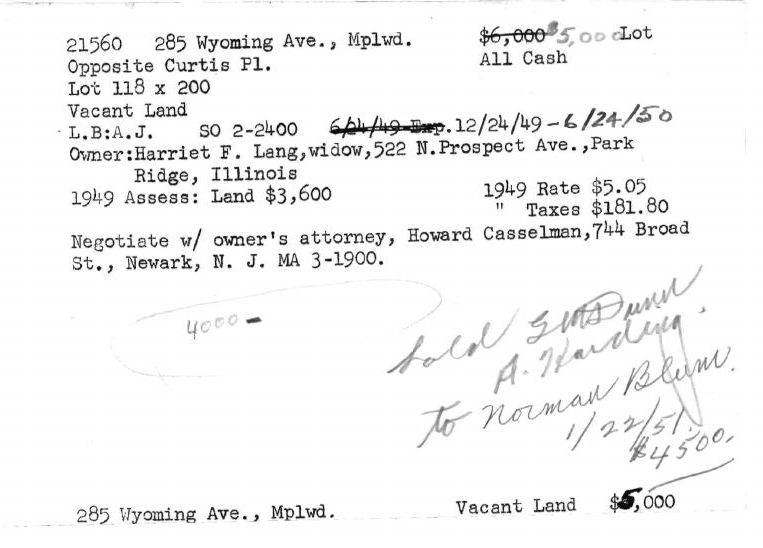 21560 285 Wyoming Ave., Mplwd. $6,000 $5,000 Lot
Opposite Curtis Pl. All Cash
Lot 118 x 200
Vacant Land
L.B:A.J. SO 2-2400 6/24/49 Exp. 12/24/49-6/24/50
Owner:Harriet F. Lang,widow,522 N.Prospect Ave.,Park
Ridge, Illinois
1949 Assess: Land $3,600 1949 Rate $5.05
" Taxes $181.80
Negotiate w/ owner's attorney, Howard Casselman,744 Broad
St., Newark, N. J. MA 3-1900.
4000-
Sold
A. Harding.
to Norman Blum.
1/22/51.
$4500.
285 Wyoming Ave., Mplwd. Vacant Land $5,000